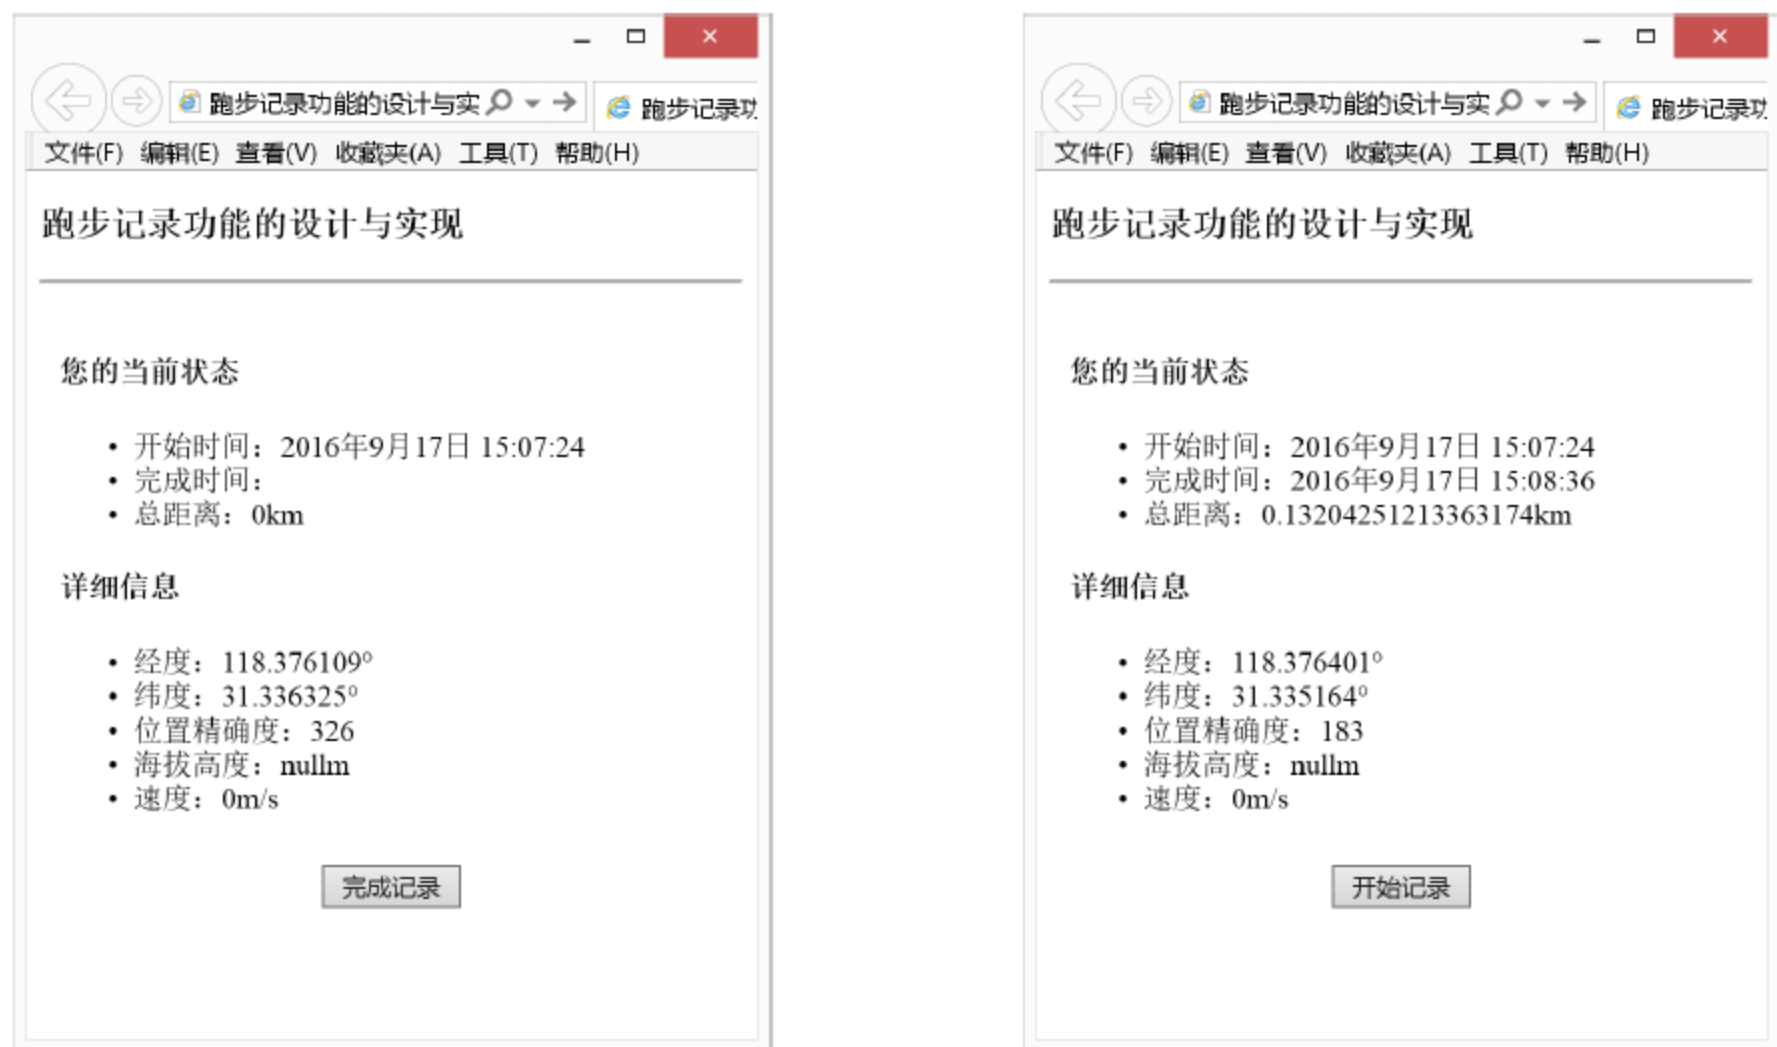 跑步记录功能的设计与实
跑步记录功
文件(F) 编辑(E) 查看(V) 收藏夹(A) 工具(T) 帮助(H)
跑步记录功能的设计与实现
您的当前状态
• 开始时间：2016年9月17日 15:07:24
• 完成时间：
• 总距离：0km
详细信息
• 经度：118.376109°
• 纬度：31.336325°
• 位置精确度：326
• 海拔高度：nullm
• 速度：0m/s
完成记录
跑步记录功能的设计与实
跑步记录功
文件(F) 编辑(E) 查看(V) 收藏夹(A) 工具(T) 帮助(H)
跑步记录功能的设计与实现
您的当前状态
• 开始时间：2016年9月17日 15:07:24
• 完成时间：2016年9月17日 15:08:36
• 总距离：0.13204251213363174km
详细信息
• 经度：118.376401°
• 纬度：31.335164°
• 位置精确度：183
• 海拔高度：nullm
• 速度：0m/s
开始记录